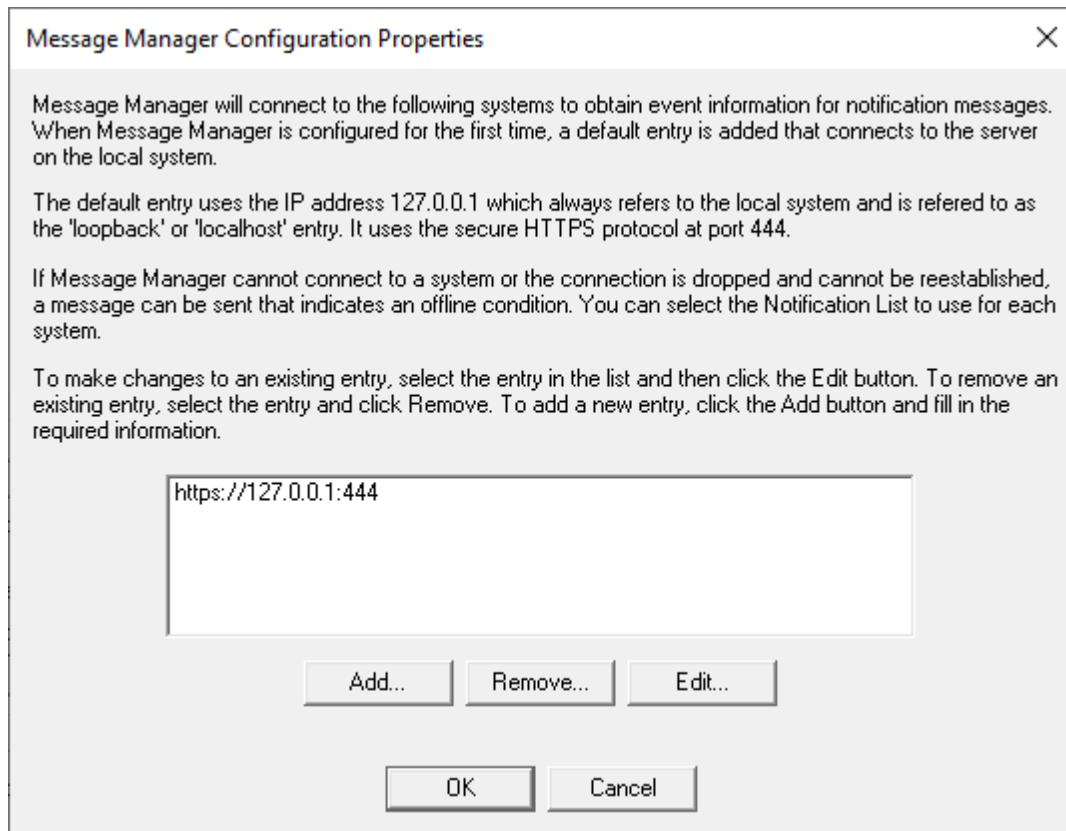 Message Manager Configuration Properties
Message Manager will connect to the following systems to obtain event information for notification messages.
When Message Manager is configured for the first time, a default entry is added that connects to the server
on the local system.
The default entry uses the IP address 127.0.0.1 which always refers to the local system and is refered to as
the 'loopback' or 'localhost' entry. It uses the secure HTTPS protocol at port 444.
If Message Manager cannot connect to a system or the connection is dropped and cannot be reestablished,
a message can be sent that indicates an offline condition. You can select the Notification List to use for each
system.
To make changes to an existing entry, select the entry in the list and then click the Edit button. To remove an
existing entry, select the entry and click Remove. To add a new entry, click the Add button and fill in the
required information.
https://127.0.0.1:444
Add... Remove... Edit...
OK Cancel